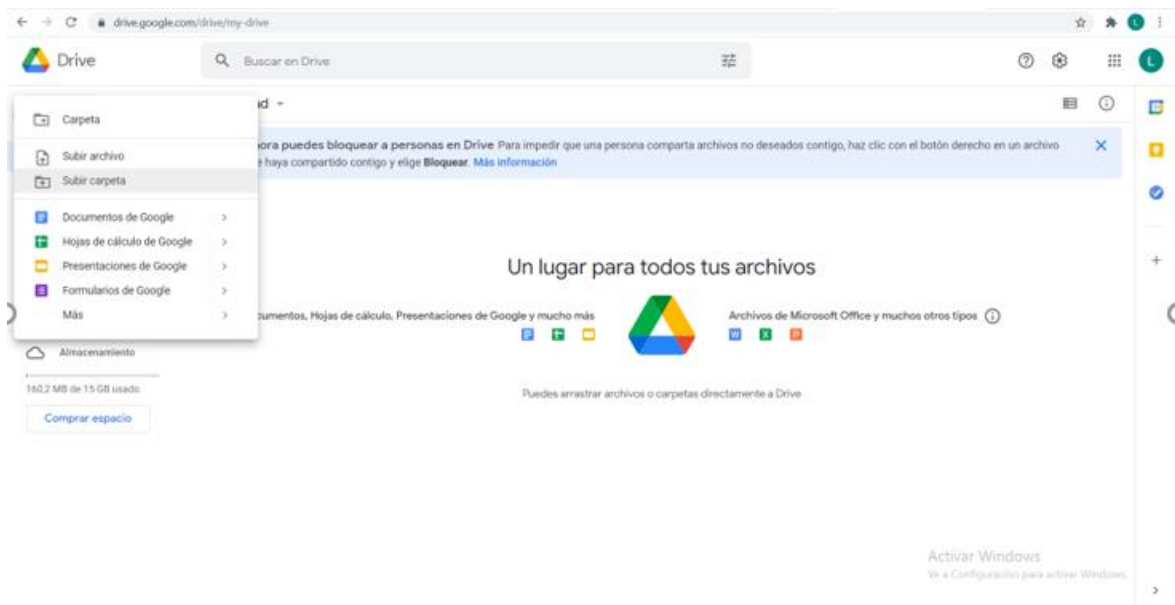 drive.google.com/drive/my-drive
L
Drive
Buscar en Drive
L
Carpeta
ad
Subir archivo
Subir carpeta
ora puedes bloquear a personas en Drive Para impedir que una persona comparta archivos no deseados contigo, haz clic con el botón derecho en un archivo
e haya compartido contigo y elige Bloquear. Más información
Documentos de Google
Hojas de cálculo de Google
Presentaciones de Google
Formularios de Google
Más
Un lugar para todos tus archivos
cumentos, Hojas de cálculo, Presentaciones de Google y mucho más
Archivos de Microsoft Office y muchos otros tipos
W X P
Puedes arrastrar archivos o carpetas directamente a Drive
Almacenamiento
160,2 MB de 15 GB usado
Comprar espacio
Activar Windows
Ve a Configuración para activar Windows.